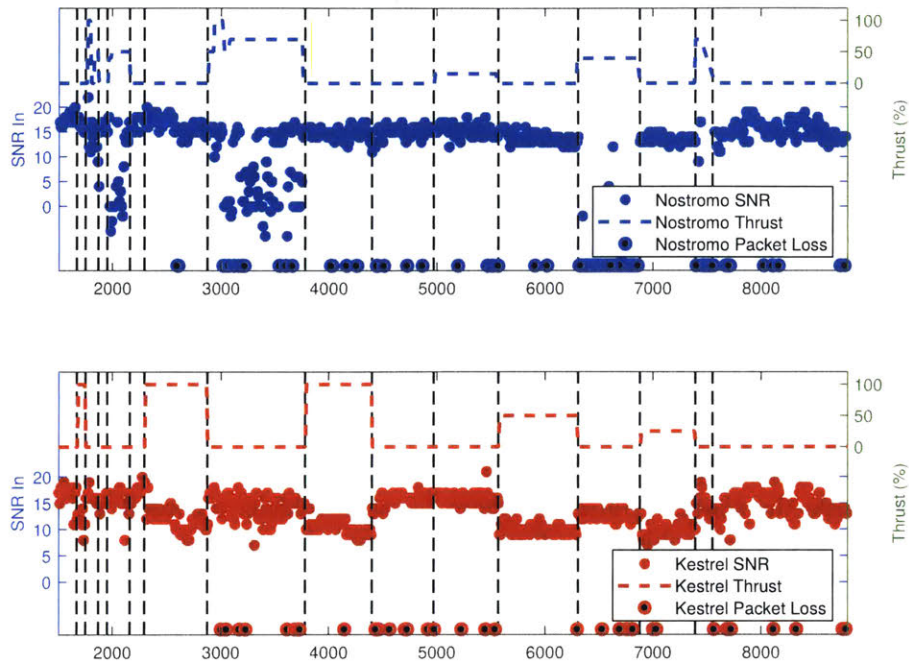 100
50
0
20
15
10
5
0
SNR In
Thrust (%)
Nostromo SNR
Nostromo Thrust
Nostromo Packet Loss
2000 3000 4000 5000 6000 7000 8000
100
50
0
20
15
10
5
0
SNR In
Thrust (%)
Kestrel SNR
Kestrel Thrust
Kestrel Packet Loss
2000 3000 4000 5000 6000 7000 8000